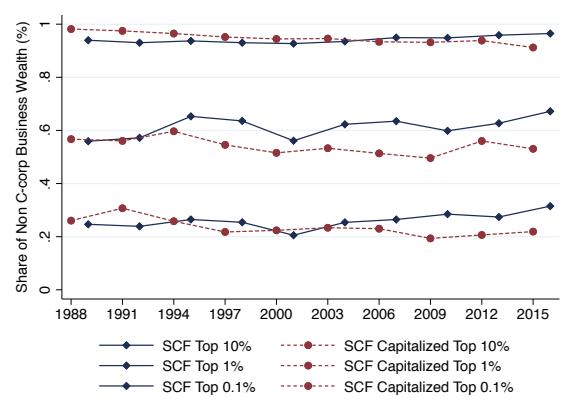 Share of Non C-corp Business Wealth (%)
1
.8
.6
.4
.2
0
1988 1991 1994 1997 2000 2003 2006 2009 2012 2015
SCF Top 10% SCF Capitalized Top 10%
SCF Top 1% SCF Capitalized Top 1%
SCF Top 0.1% SCF Capitalized Top 0.1%